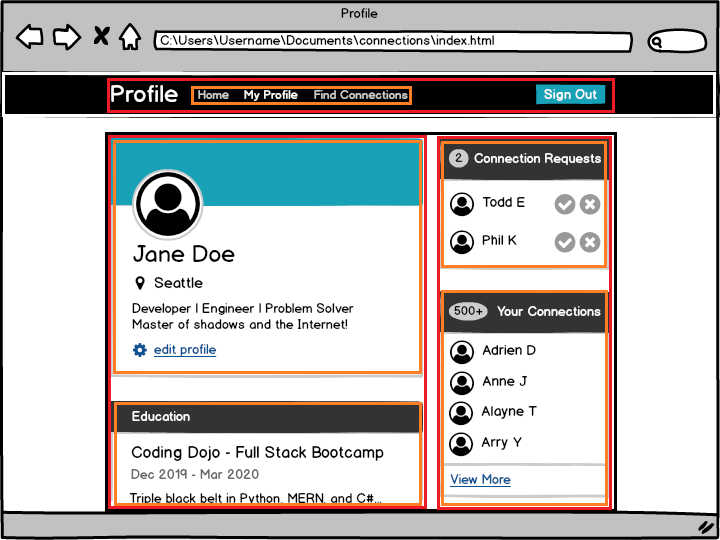 Profile
C:\Users\Username\Documents\connections\index.html
Profile Home My Profile Find Connections Sign Out
Jane Doe
Seattle
Developer | Engineer | Problem Solver
Master of shadows and the Internet!
edit profile
Education
Coding Dojo - Full Stack Bootcamp
Dec 2019 - Mar 2020
Triple black belt in Python, MERN, and C#...
2 Connection Requests
Todd E
Phil K
500+ Your Connections
Adrien D
Anne J
Alayne T
Arry Y
View More